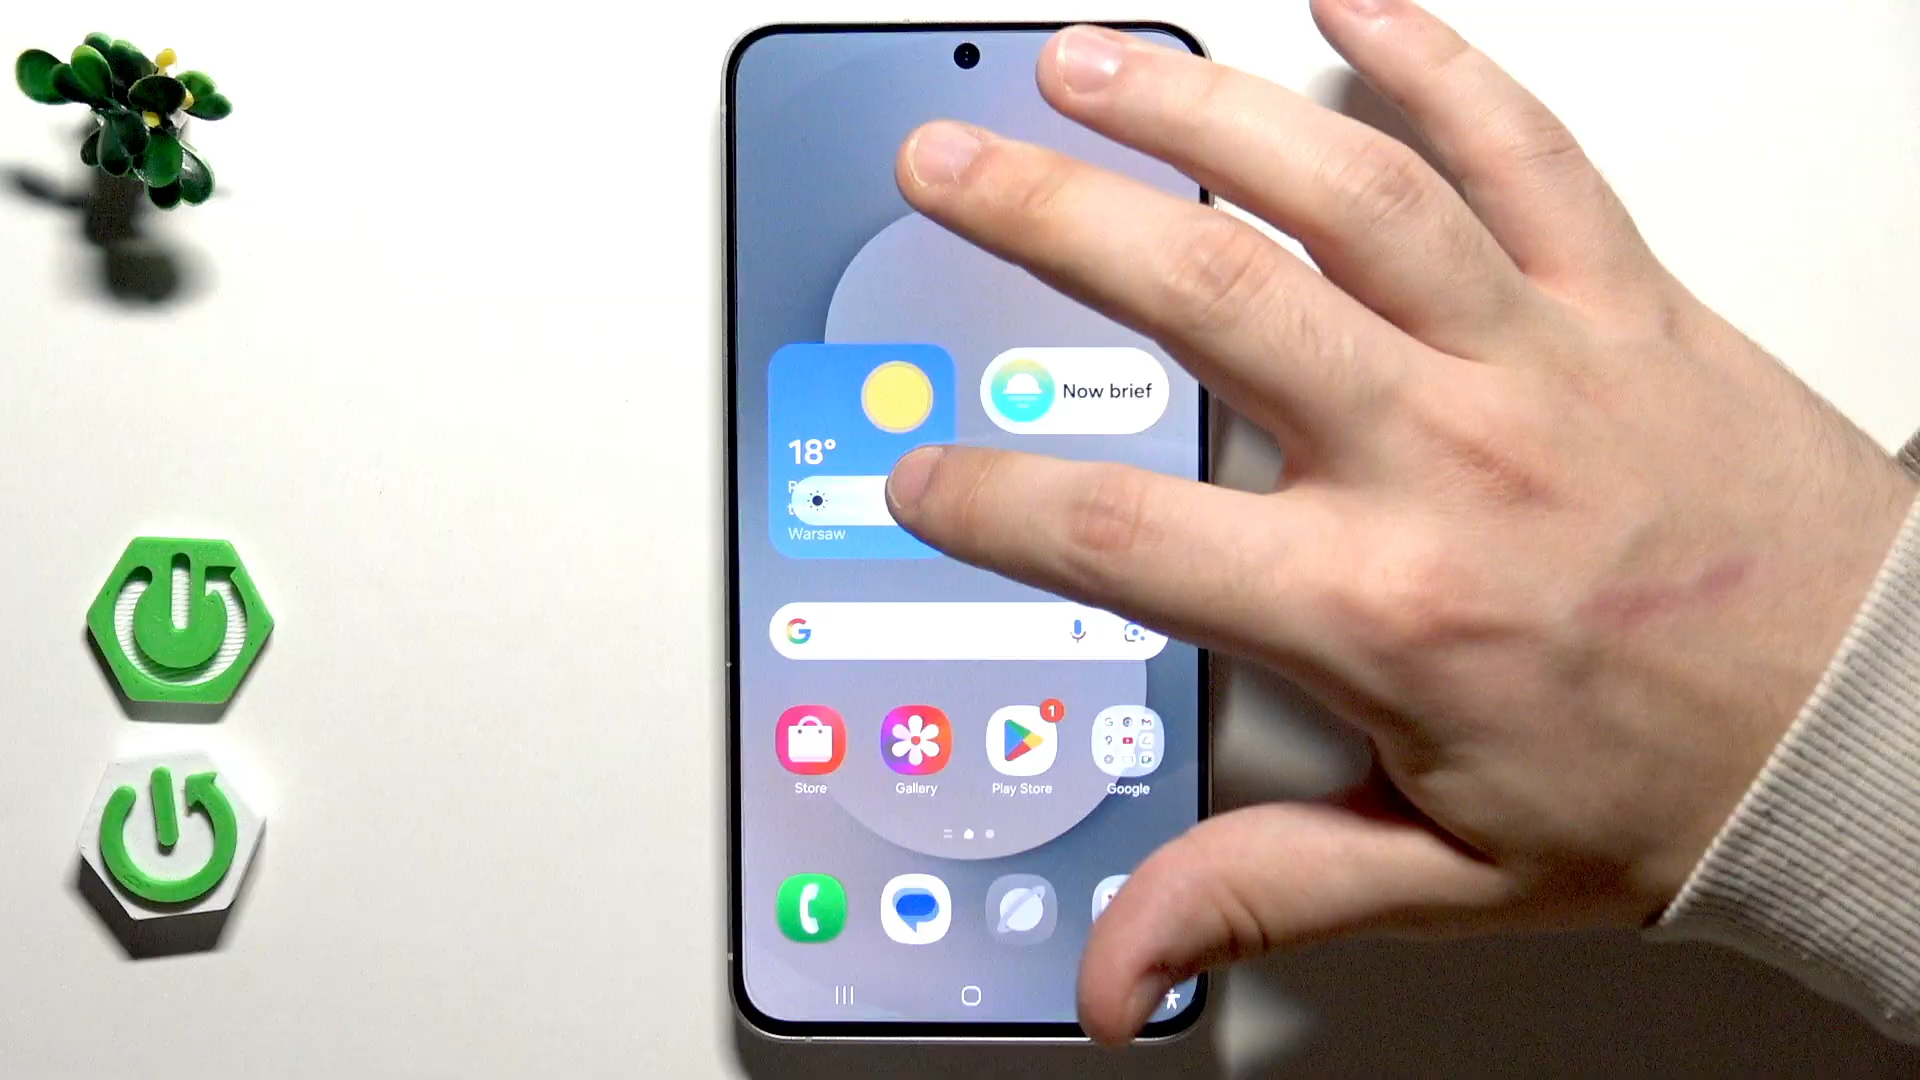 Now brief
18°
Warsaw
1
Store
Gallery
Play Store
Google